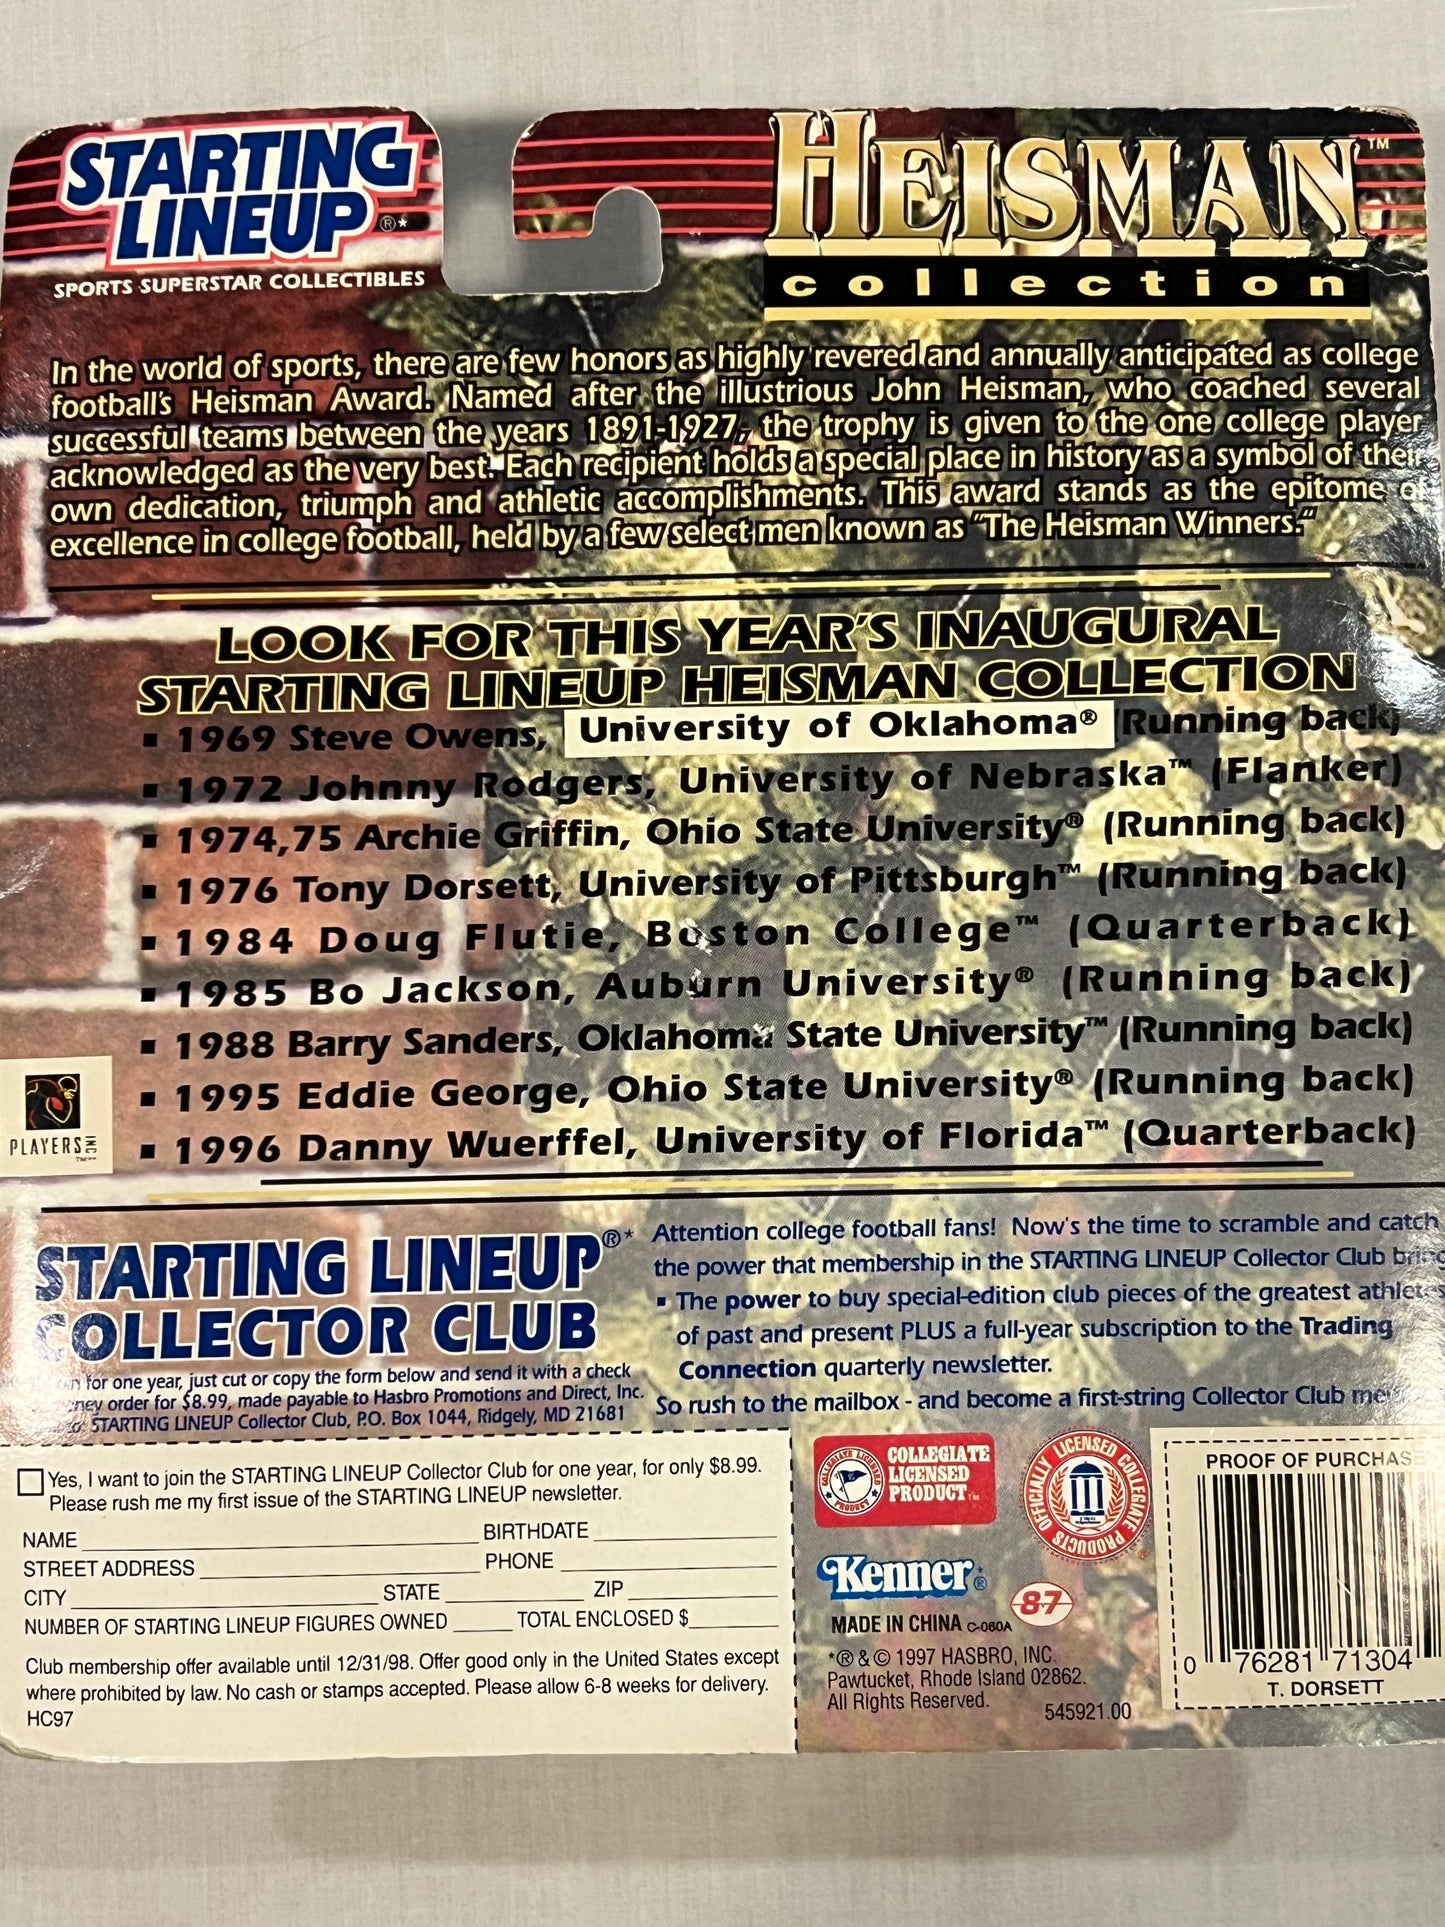 STARTING
LINEUP®*
SPORTS SUPERSTAR COLLECTIBLES
HEISMAN™
collection
In the world of sports, there are few honors as highly revered and annually anticipated as college
football's Heisman Award. Named after the illustrious John Heisman, who coached several
successful teams between the years 1891-1927, the trophy is given to the one college player
acknowledged as the very best. Each recipient holds a special place in history as a symbol of their
own dedication, triumph and athletic accomplishments. This award stands as the epitome of
excellence in college football, held by a few select men known as "The Heisman Winners."
LOOK FOR THIS YEAR'S INAUGURAL
STARTING LINEUP HEISMAN COLLECTION
▪ 1969 Steve Owens, University of Oklahoma® (Running back)
▪ 1972 Johnny Rodgers, University of Nebraska™ (Flanker)
▪ 1974,75 Archie Griffin, Ohio State University® (Running back)
▪ 1976 Tony Dorsett, University of Pittsburgh™ (Running back)
▪ 1984 Doug Flutie, Boston College™ (Quarterback)
▪ 1985 Bo Jackson, Auburn University® (Running back)
▪ 1988 Barry Sanders, Oklahoma State University™ (Running back)
▪ 1995 Eddie George, Ohio State University® (Running back)
▪ 1996 Danny Wuerffel, University of Florida™ (Quarterback)
PLAYERS INC
STARTING LINEUP®*
COLLECTOR CLUB
for one year, just cut or copy the form below and send it with a check
order for $8.99, made payable to Hasbro Promotions and Direct, Inc.
STARTING LINEUP Collector Club, P.O. Box 1044, Ridgely, MD 21681
Attention college football fans! Now's the time to scramble and catch
the power that membership in the STARTING LINEUP Collector Club
▪ The power to buy special-edition club pieces of the greatest athletes
of past and present PLUS a full-year subscription to the Trading
Connection quarterly newsletter.
So rush to the mailbox - and become a first-string Collector Club
Yes, I want to join the STARTING LINEUP Collector Club for one year, for only $8.99.
Please rush me my first issue of the STARTING LINEUP newsletter.
NAME BIRTHDATE
STREET ADDRESS PHONE
CITY STATE ZIP
NUMBER OF STARTING LINEUP FIGURES OWNED TOTAL ENCLOSED $
Club membership offer available until 12/31/98. Offer good only in the United States except
where prohibited by law. No cash or stamps accepted. Please allow 6-8 weeks for delivery.
HC97
COLLEGIATE LICENSED PRODUCT
COLLEGIATE
LICENSED
PRODUCT™
OFFICIALLY LICENSED COLLEGIATE PRODUCTS
Kenner®*
87
MADE IN CHINA C-060A
*® & © 1997 HASBRO, INC.
Pawtucket, Rhode Island 02862.
All Rights Reserved.
545921.00
PROOF OF PURCHASE
0 76281 71304
T. DORSETT